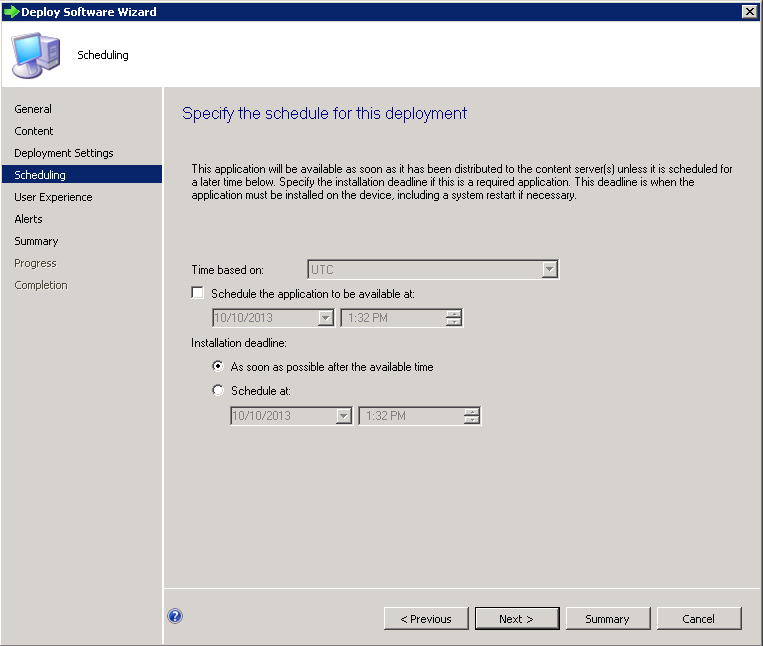 Deploy Software Wizard
Scheduling
General
Content
Deployment Settings
Scheduling
User Experience
Alerts
Summary
Progress
Completion
Specify the schedule for this deployment
This application will be available as soon as it has been distributed to the content server(s) unless it is scheduled for
a later time below. Specify the installation deadline if this is a required application. This deadline is when the
application must be installed on the device, including a system restart if necessary.
Time based on: UTC
Schedule the application to be available at:
10/10/2013 1:32 PM
Installation deadline:
As soon as possible after the available time
Schedule at:
10/10/2013 1:32 PM
? < Previous Next > Summary Cancel